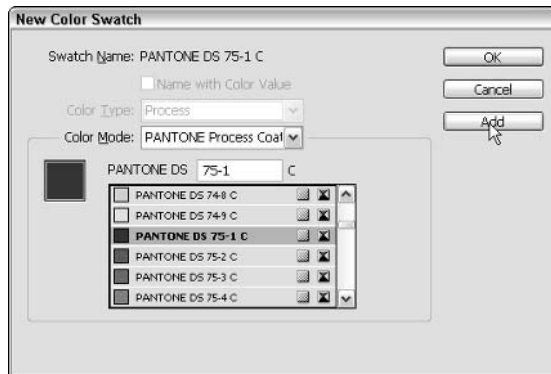 New Color Swatch
Swatch Name: PANTONE DS 75-1 C
OK
Name with Color Value
Cancel
Color Type: Process
Add
Color Mode: PANTONE Process Coat
PANTONE DS 75-1 C
PANTONE DS 74-8 C
PANTONE DS 74-9 C
PANTONE DS 75-1 C
PANTONE DS 75-2 C
PANTONE DS 75-3 C
PANTONE DS 75-4 C